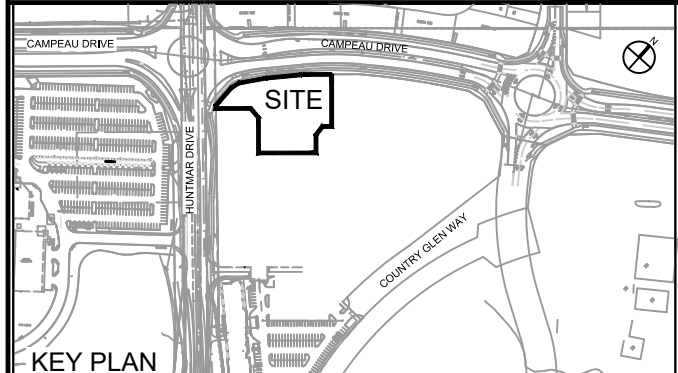 CAMPEAU DRIVE
CAMPEAU DRIVE
N
SITE
HUNTMAR DRIVE
COUNTRY GLEN WAY
KEY PLAN